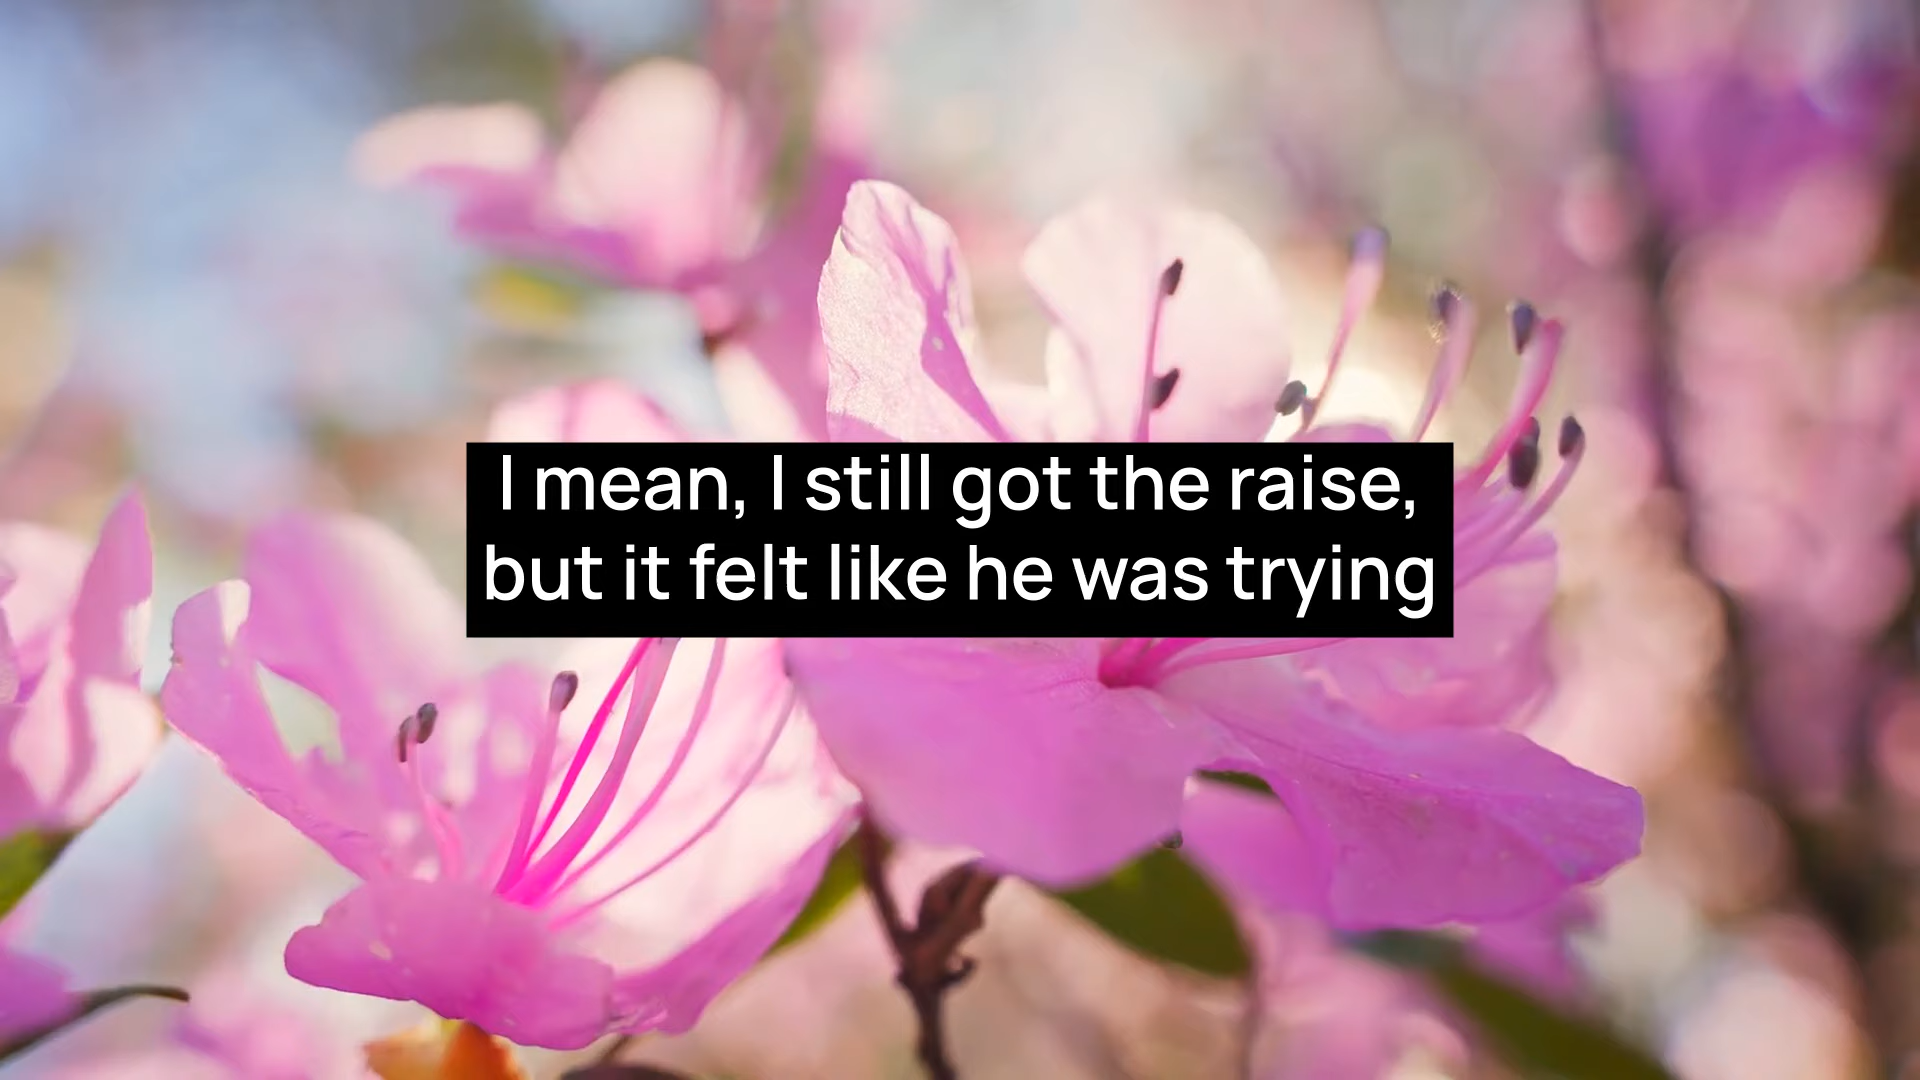 I mean, I still got the raise,
but it felt like he was trying